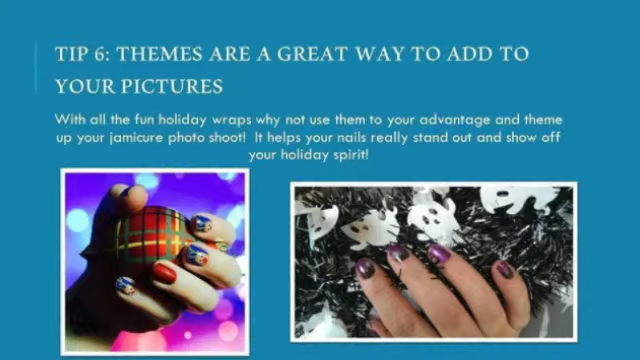 TIP 6: THEMES ARE A GREAT WAY TO ADD TO
YOUR PICTURES
With all the fun holiday wraps why not use them to your advantage and theme
up your jamicure photo shoot! It helps your nails really stand out and show off
your holiday spirit!